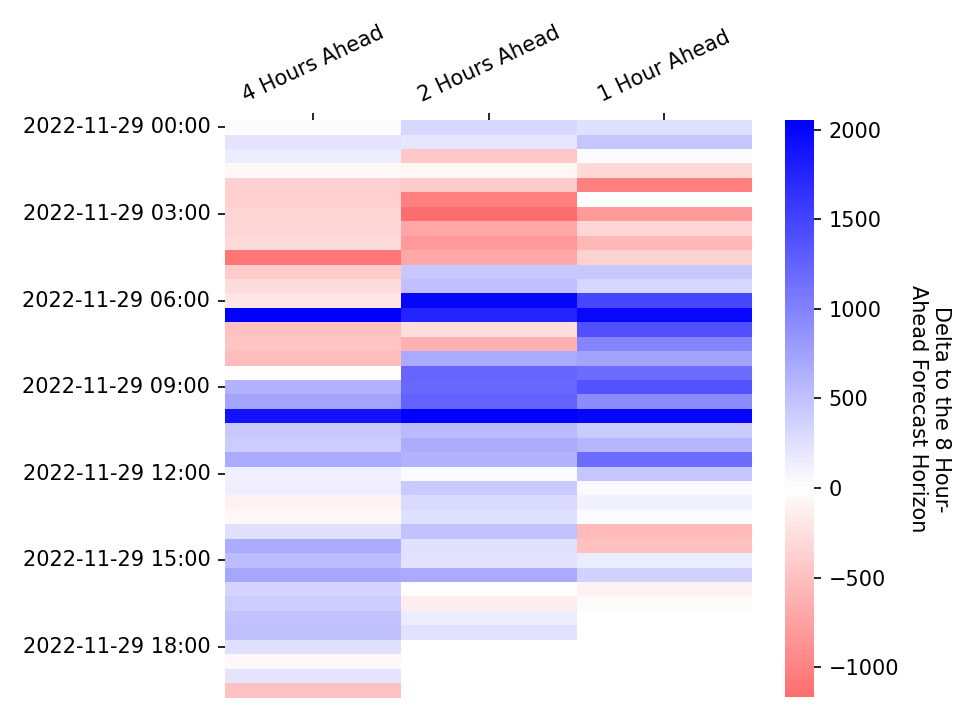 4 Hours Ahead
2 Hours Ahead
1 Hour Ahead
2022-11-29 00:00
2022-11-29 03:00
2022-11-29 06:00
2022-11-29 09:00
2022-11-29 12:00
2022-11-29 15:00
2022-11-29 18:00
2000
1500
1000
500
0
−500
−1000
Delta to the 8 Hour-
Ahead Forecast Horizon